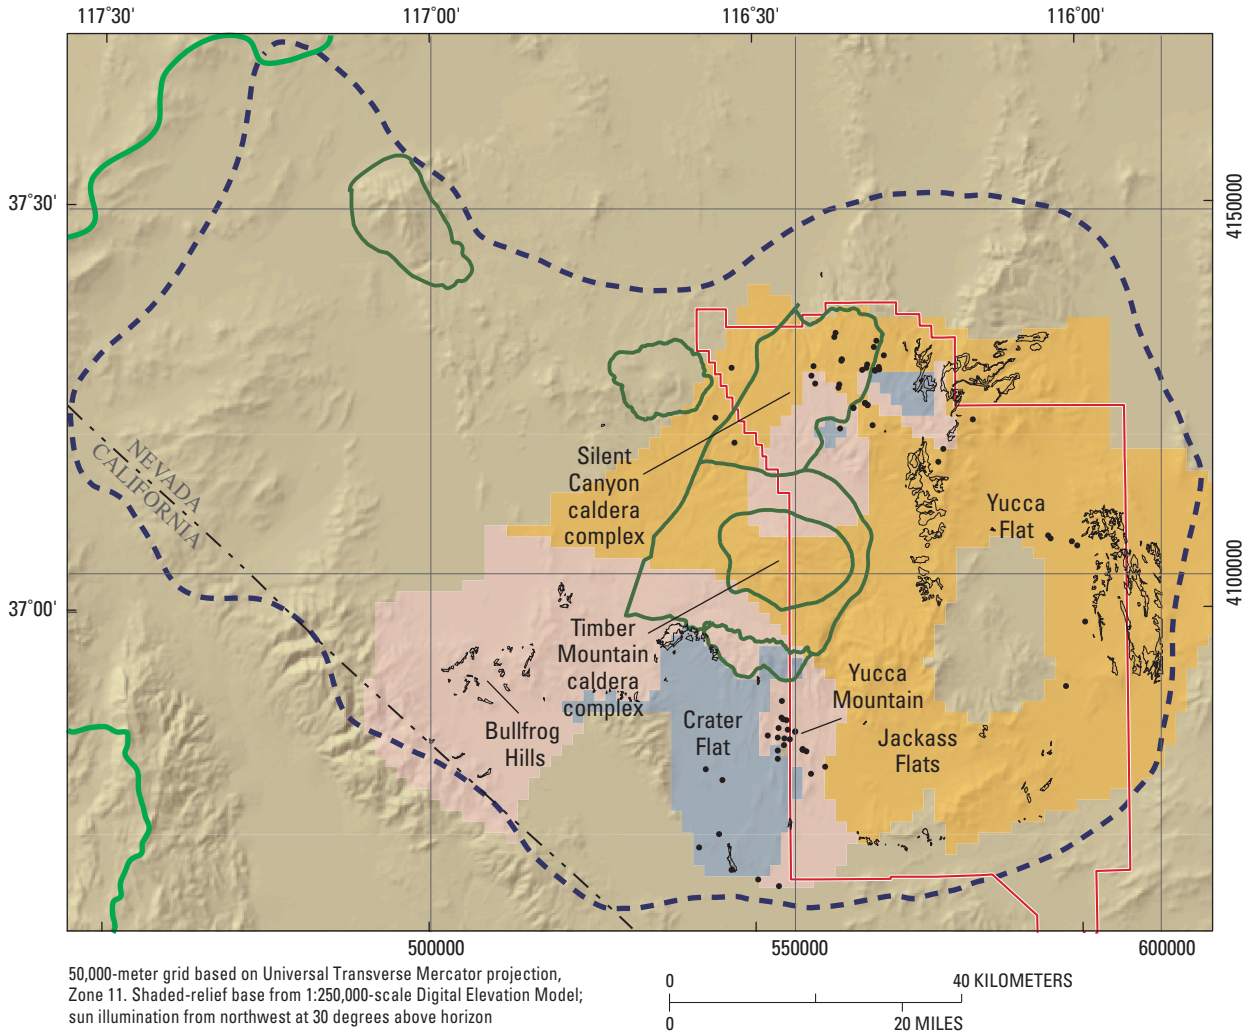 117°30'
117°00'
116°30'
116°00'
37°30'
4150000
NEVADA
CALIFORNIA
Silent
Canyon
caldera
complex
Yucca
Flat
4100000
37°00'
Timber
Mountain
caldera
complex
Yucca
Mountain
Bullfrog
Hills
Crater
Flat
Jackass
Flats
500000
550000
600000
50,000-meter grid based on Universal Transverse Mercator projection,
Zone 11. Shaded-relief base from 1:250,000-scale Digital Elevation Model;
sun illumination from northwest at 30 degrees above horizon
0
40 KILOMETERS
0
20 MILES